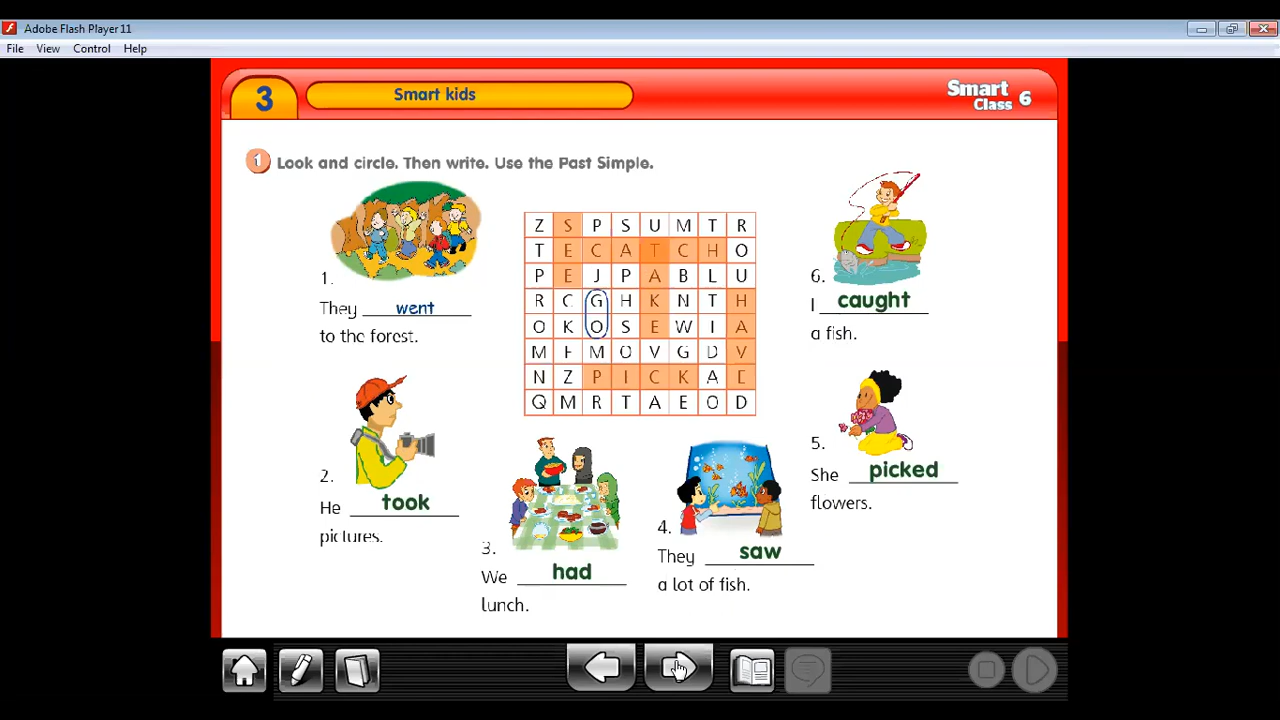 Adobe Flash Player 11
File View Control Help
3
Smart kids
Smart
Class 6
1 Look and circle. Then write. Use the Past Simple.
Z S P S U M T R
T E C A T C H O
P E J P A B L U
R C G H K N T H
O K O S E W I A
M F M O V G D V
N Z P I C K A E
Q M R T A E O D
1.
They went
to the forest.
2.
He took
pictures.
3.
We had
lunch.
4.
They saw
a lot of fish.
5.
She picked
flowers.
6.
I caught
a fish.